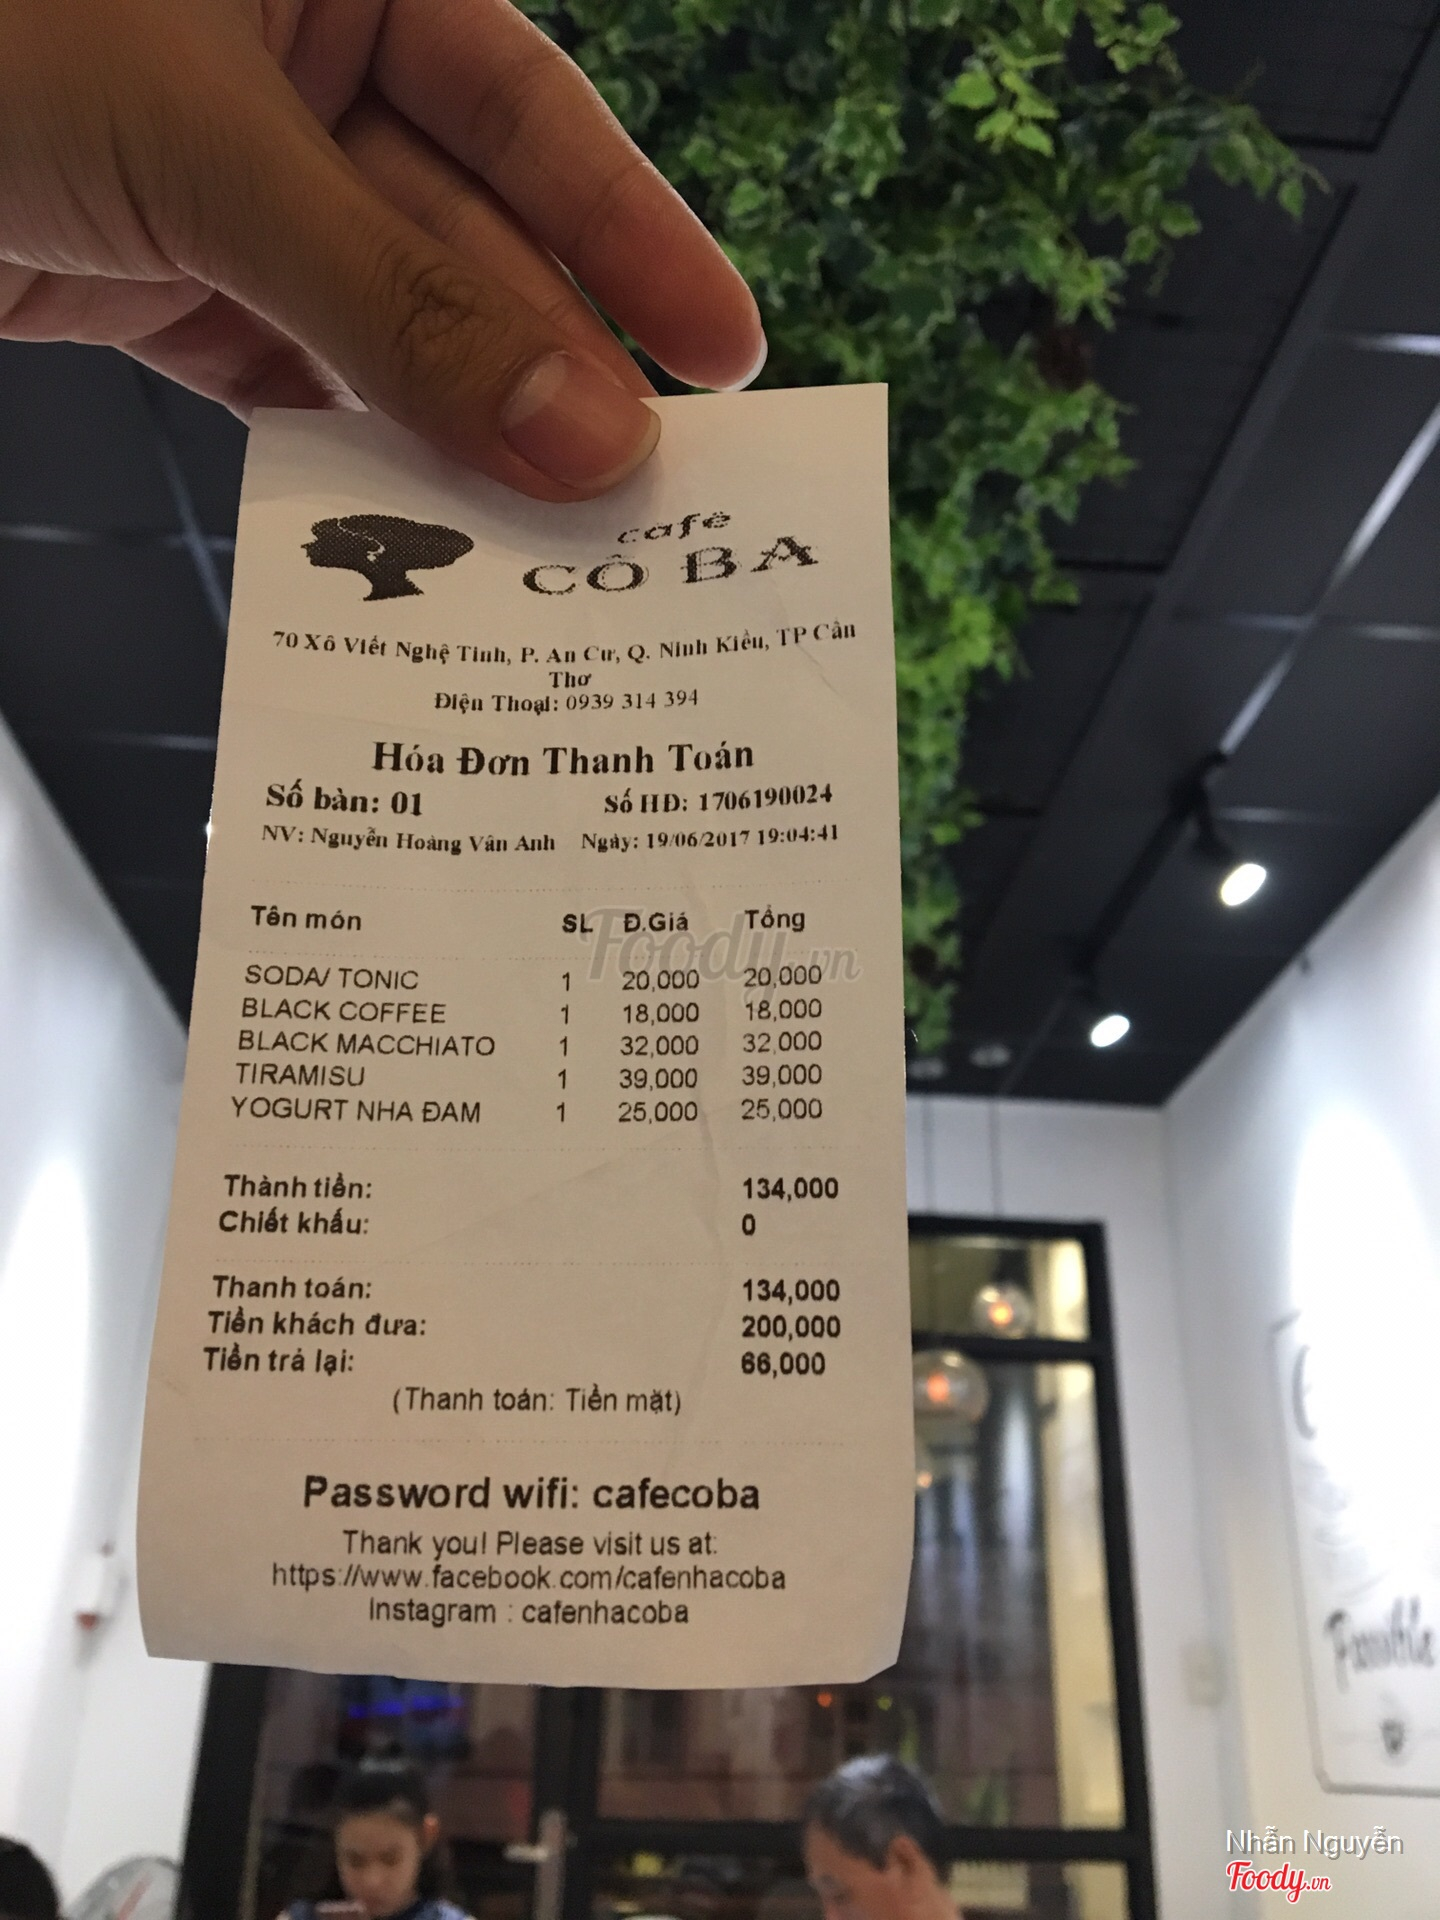 cafê
CÔ BA
70 Xô Viết Nghệ Tinh, P. An Cư, Q. Ninh Kiều, TP Cần
Thơ
Điện Thoại: 0939 314 394
Hóa Đơn Thanh Toán
Số bàn: 01 Số HĐ: 1706190024
NV: Nguyễn Hoàng Vân Anh Ngày: 19/06/2017 19:04:41
Tên món SL Đ.Giá Tổng
Foody.vn
SODA/ TONIC 1 20,000 20,000
BLACK COFFEE 1 18,000 18,000
BLACK MACCHIATO 1 32,000 32,000
TIRAMISU 1 39,000 39,000
YOGURT NHA ĐAM 1 25,000 25,000
Thành tiền: 134,000
Chiết khấu: 0
Thanh toán: 134,000
Tiền khách đưa: 200,000
Tiền trả lại: 66,000
(Thanh toán: Tiền mặt)
Password wifi: cafecoba
Thank you! Please visit us at:
https://www.facebook.com/cafenhacoba
Instagram : cafenhacoba
Nhẫn Nguyễn
Foody.vn